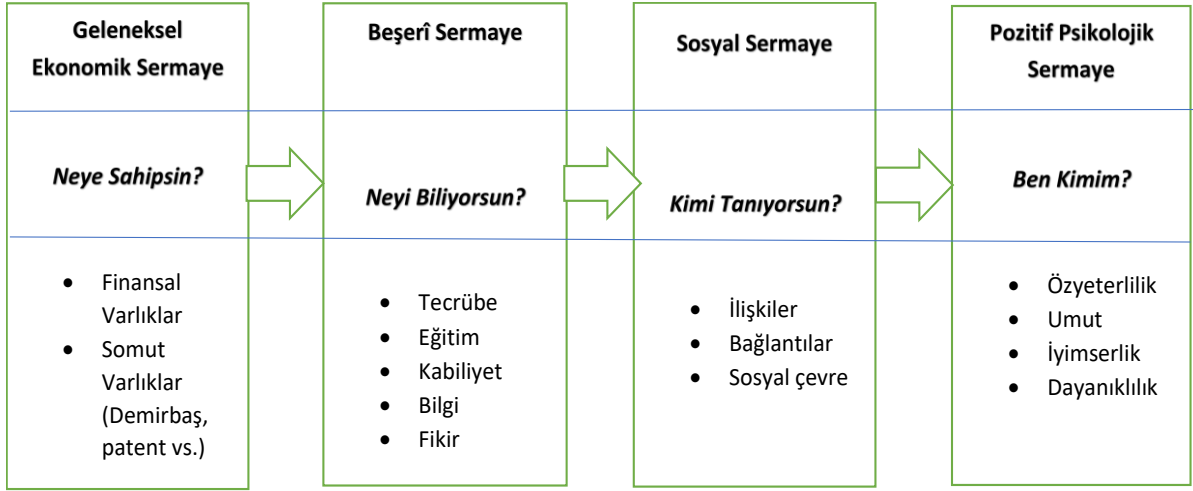 Geleneksel
Ekonomik Sermaye
Neye Sahipsin?
• Finansal
Varlıklar
• Somut
Varlıklar
(Demirbaş,
patent vs.)
Beşerî Sermaye
Neyi Biliyorsun?
• Tecrübe
• Eğitim
• Kabiliyet
• Bilgi
• Fikir
Sosyal Sermaye
Kimi Tanıyorsun?
• İlişkiler
• Bağlantılar
• Sosyal çevre
Pozitif Psikolojik
Sermaye
Ben Kimim?
• Özyeterlilik
• Umut
• İyimserlik
• Dayanıklılık